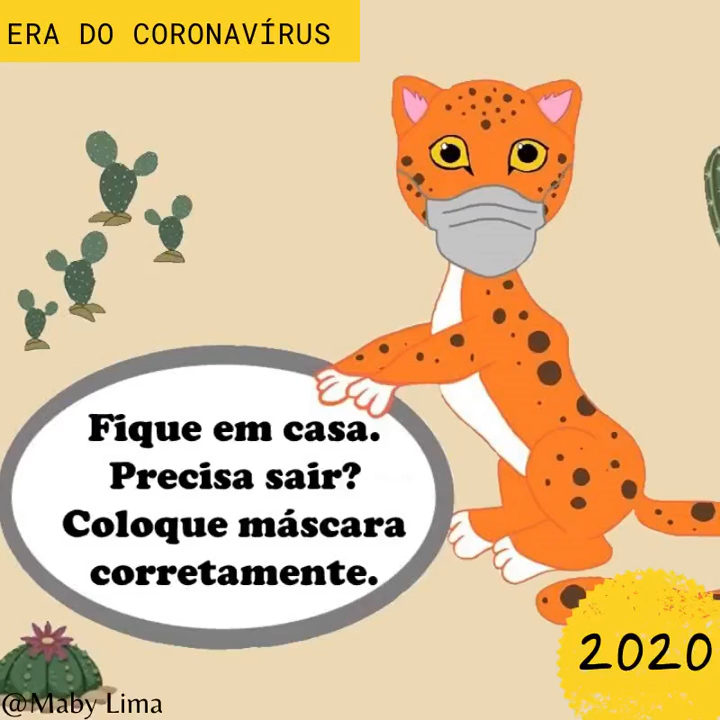 ERA DO CORONAVÍRUS
Fique em casa.
Precisa sair?
Coloque máscara
corretamente.
2020
@Maby Lima